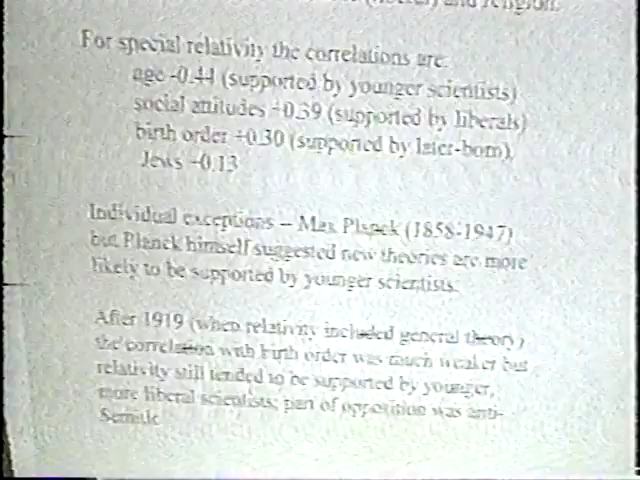 and religion.
For special relativity the correlations are:
age -0.44 (supported by younger scientists)
social attitudes +0.39 (supported by liberals)
birth order +0.30 (supported by later-born),
Jews +0.13
Individual exceptions – Max Planck (1858-1947)
but Planck himself suggested new theories are more
likely to be supported by younger scientists.
After 1919 (when relativity included general theory)
the correlation with birth order was much weaker but
relativity still tended to be supported by younger,
more liberal scientists; part of opposition was anti-
Semitic